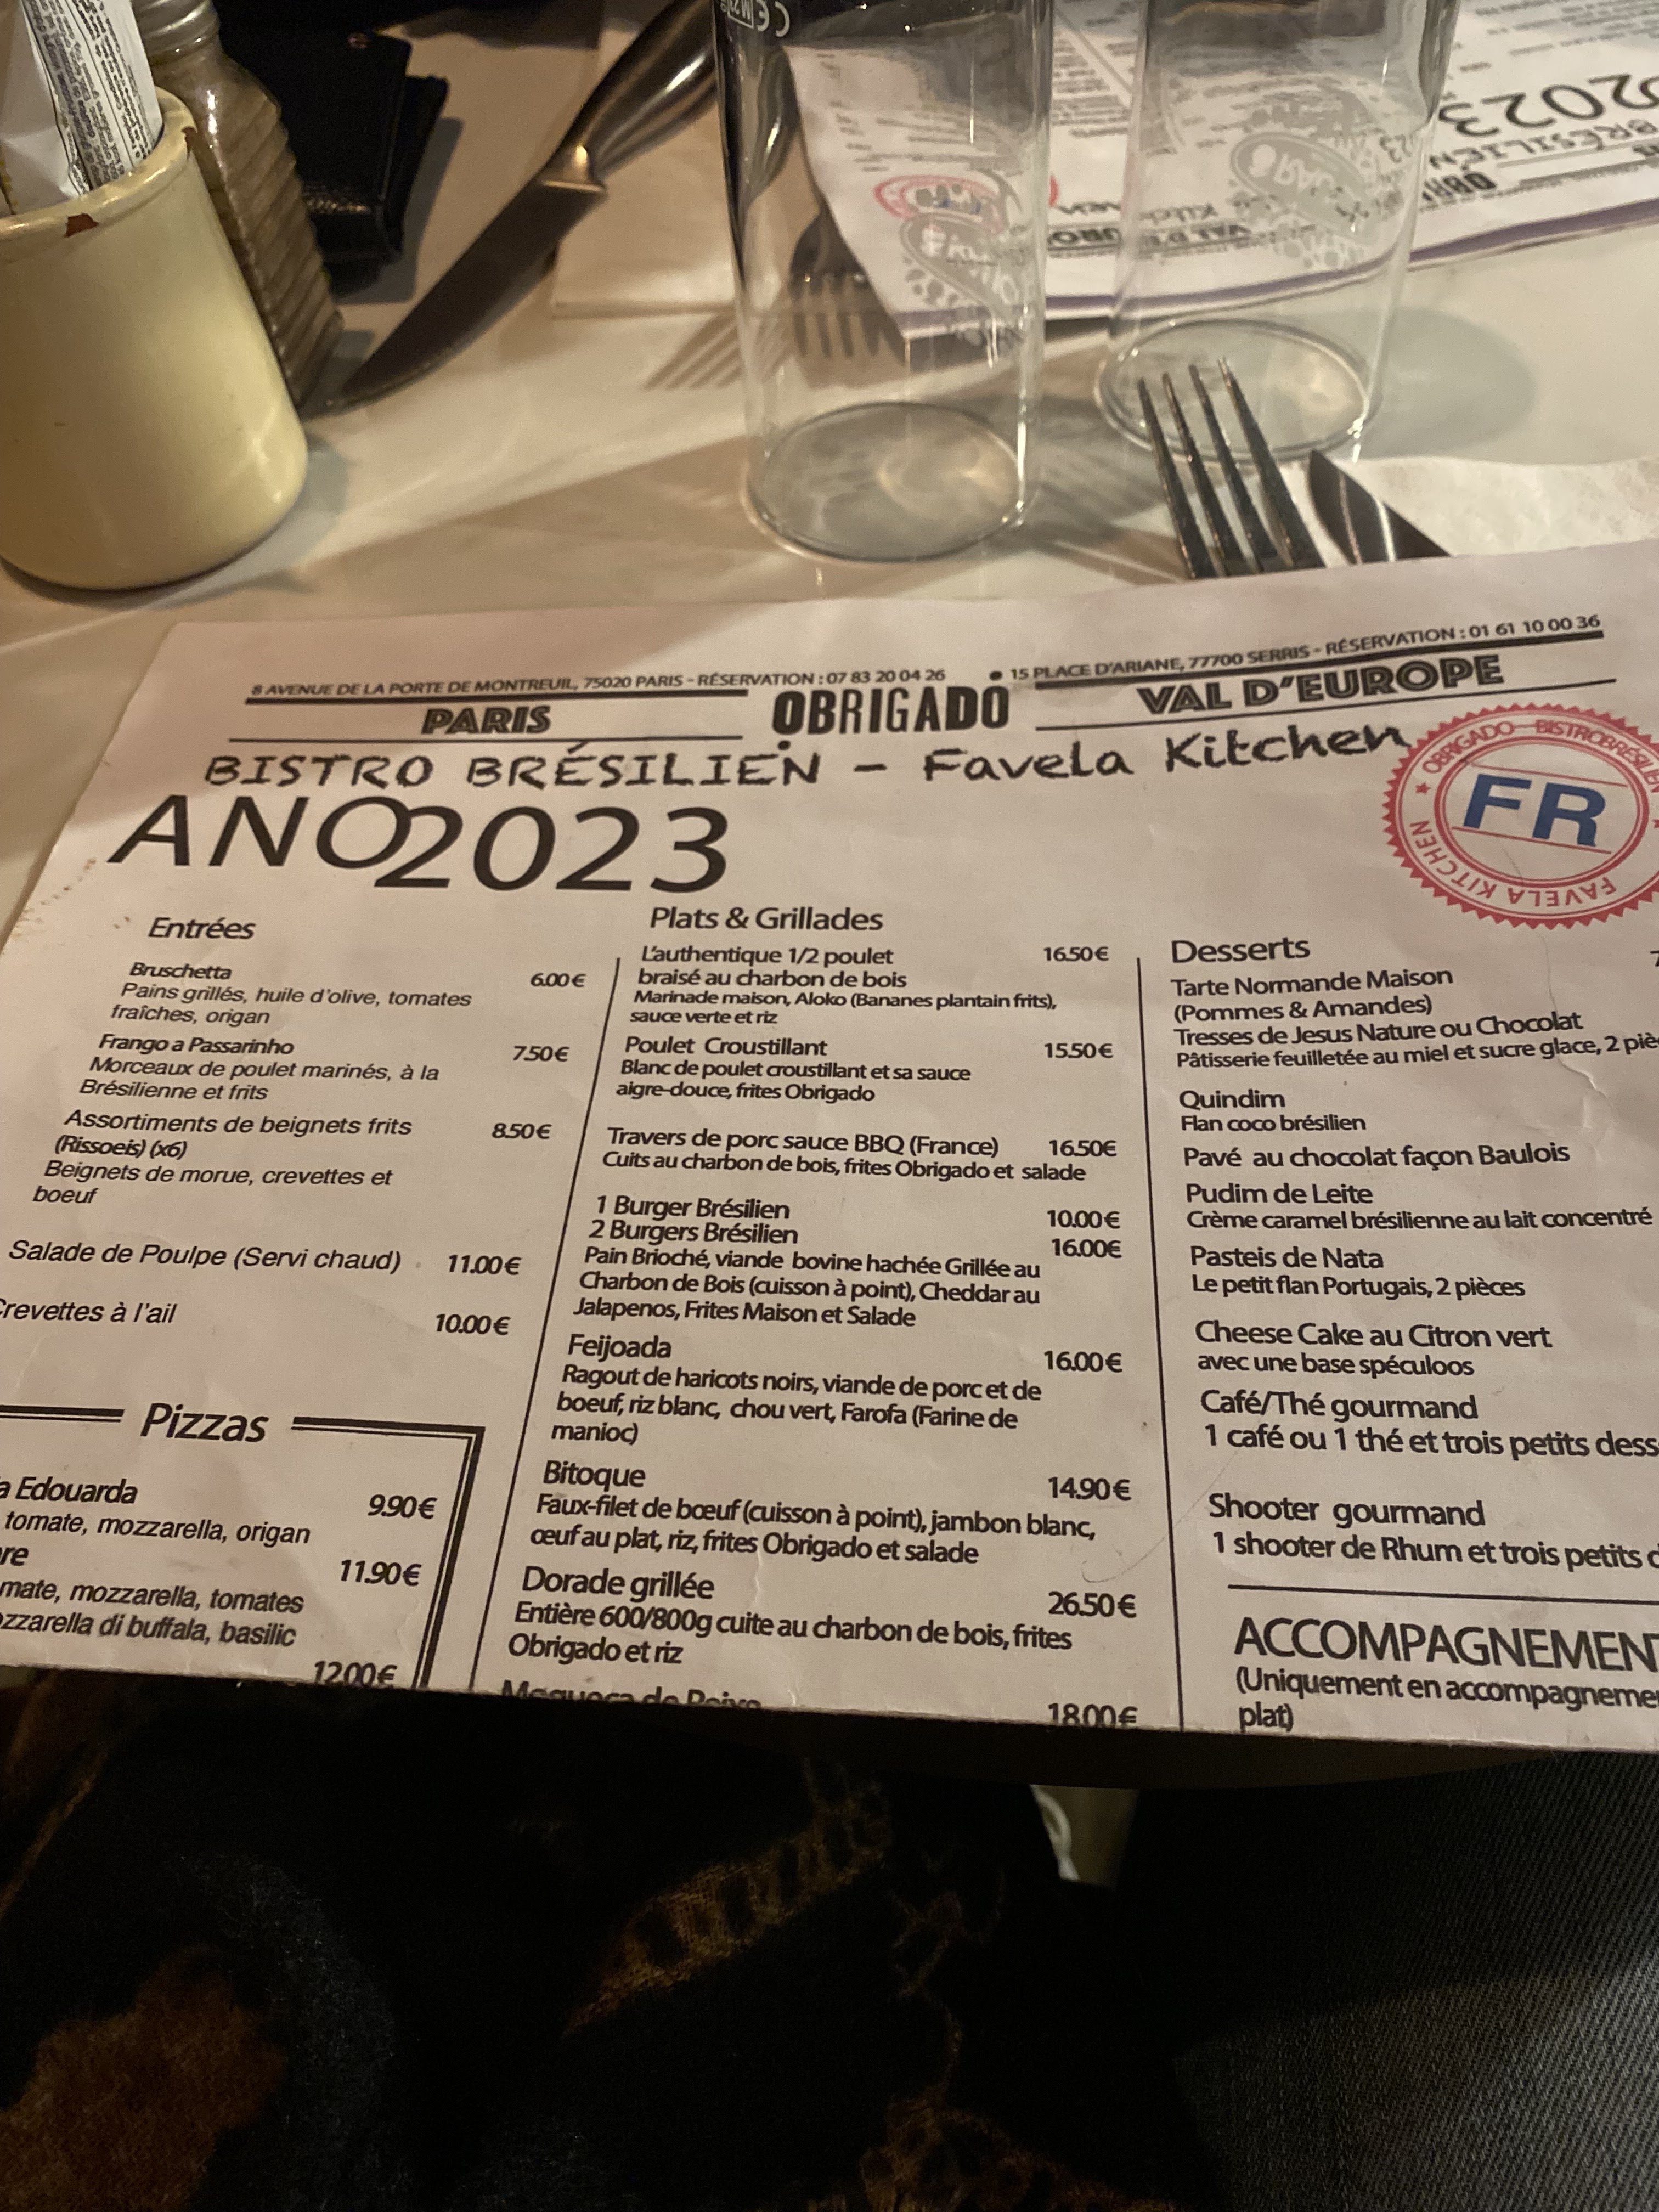 8 AVENUE DE LA PORTE DE MONTREUIL, 75020 PARIS - RÉSERVATION : 07 83 20 04 26
15 PLACE D'ARIANE, 77700 SERRIS - RÉSERVATION : 01 61 10 00 36
PARIS
OBRIGADO
VAL D'EUROPE
BISTRO BRÉSILIEN - Favela Kitchen
ANO2023
OBRIGADO BISTROBRÉSILIEN
FR
FAVELA KITCHEN
Entrées
Bruschetta 6.00€
Pains grillés, huile d'olive, tomates
fraîches, origan
Frango a Passarinho 7.50€
Morceaux de poulet marinés, à la
Brésilienne et frits
Assortiments de beignets frits 8.50€
(Rissoeis) (x6)
Beignets de morue, crevettes et
boeuf
Salade de Poulpe (Servi chaud) 11.00€
Crevettes à l'ail 10.00€
Pizzas
Edouarda 9.90€
tomate, mozzarella, origan
11.90€
mozzarella, tomates
di buffala, basilic
12.00€
Plats & Grillades
L'authentique 1/2 poulet 16.50€
braisé au charbon de bois
Marinade maison, Aloko (Bananes plantain frits),
sauce verte et riz
Poulet Croustillant 15.50€
Blanc de poulet croustillant et sa sauce
aigre-douce, frites Obrigado
Travers de porc sauce BBQ (France) 16.50€
Cuits au charbon de bois, frites Obrigado et salade
1 Burger Brésilien 10.00€
2 Burgers Brésilien 16.00€
Pain Brioché, viande bovine hachée Grillée au
Charbon de Bois (cuisson à point), Cheddar au
Jalapenos, Frites Maison et Salade
Feijoada 16.00€
Ragout de haricots noirs, viande de porc et de
boeuf, riz blanc, chou vert, Farofa (Farine de
manioc)
Bitoque 14.90€
Faux-filet de bœuf (cuisson à point), jambon blanc,
œuf au plat, riz, frites Obrigado et salade
Dorade grillée 26.50€
Entière 600/800g cuite au charbon de bois, frites
Obrigado et riz
Moqueca de Peixe 18.00€
Desserts
Tarte Normande Maison
(Pommes & Amandes)
Tresses de Jesus Nature ou Chocolat
Pâtisserie feuilletée au miel et sucre glace, 2
Quindim
Flan coco brésilien
Pavé au chocolat façon Baulois
Pudim de Leite
Crème caramel brésilienne au lait concentré
Pasteis de Nata
Le petit flan Portugais, 2 pièces
Cheese Cake au Citron vert
avec une base spéculoos
Café/Thé gourmand
1 café ou 1 thé et trois petits
Shooter gourmand
1 shooter de Rhum et trois petits
ACCOMPAGNEMEN
(Uniquement en
plat)